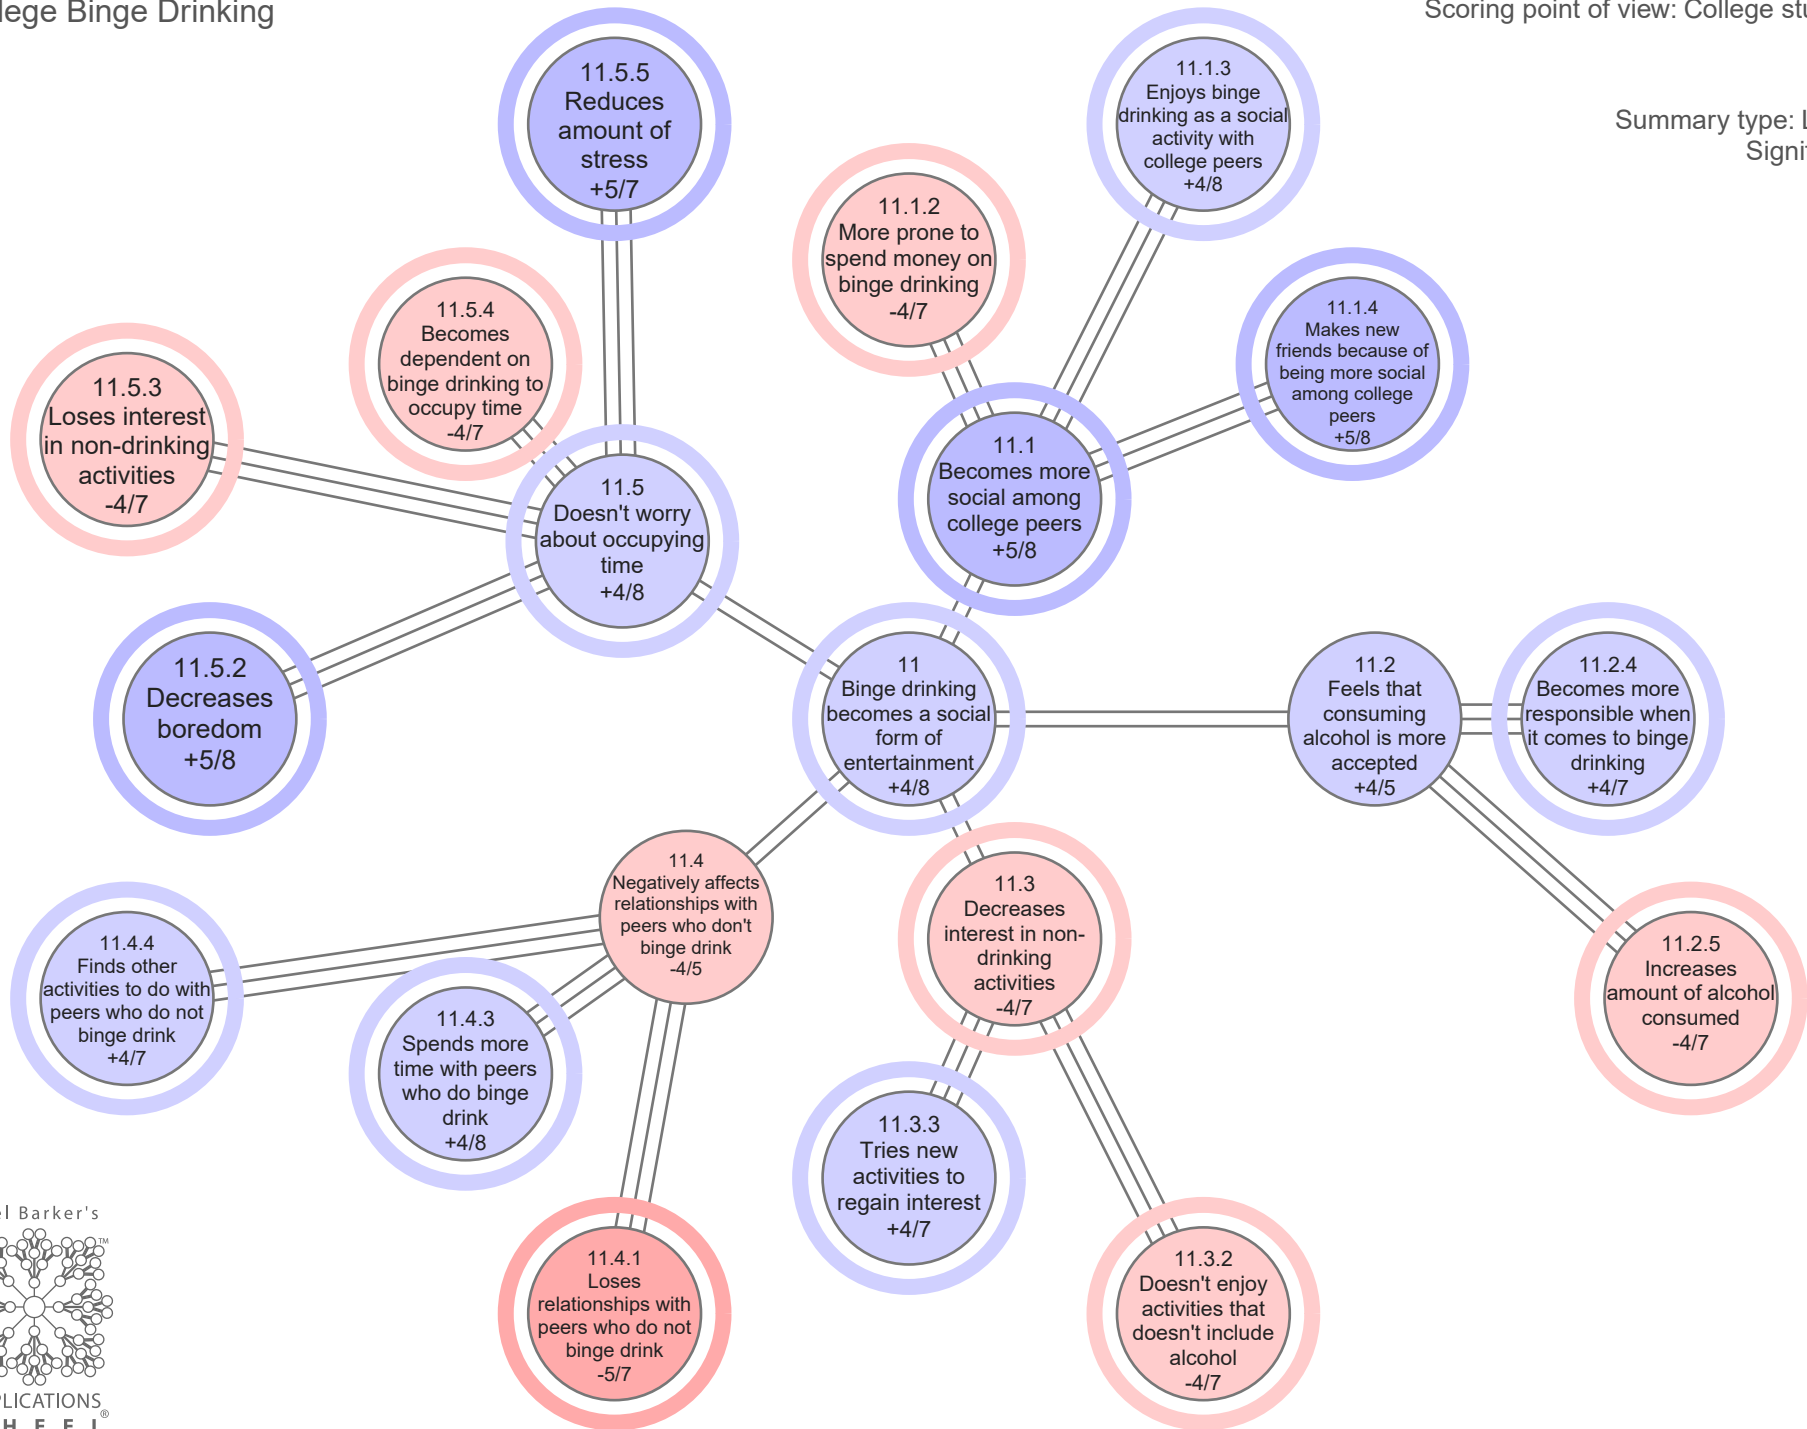 lege Binge Drinking
Scoring point of view: College stu
Summary type: L
Signif
11.5.5
Reduces
amount of
stress
+5/7
11.1.3
Enjoys binge
drinking as a social
activity with
college peers
+4/8
11.1.2
More prone to
spend money on
binge drinking
-4/7
11.1.4
Makes new
friends because of
being more social
among college
peers
+5/8
11.5.4
Becomes
dependent on
binge drinking to
occupy time
-4/7
11.5.3
Loses interest
in non-drinking
activities
-4/7
11.1
Becomes more
social among
college peers
+5/8
11.5
Doesn't worry
about occupying
time
+4/8
11.5.2
Decreases
boredom
+5/8
11
Binge drinking
becomes a social
form of
entertainment
+4/8
11.2
Feels that
consuming
alcohol is more
accepted
+4/5
11.2.4
Becomes more
responsible when
it comes to binge
drinking
+4/7
11.4
Negatively affects
relationships with
peers who don't
binge drink
-4/5
11.3
Decreases
interest in non-
drinking
activities
-4/7
11.2.5
Increases
amount of alcohol
consumed
-4/7
11.4.4
Finds other
activities to do with
peers who do not
binge drink
+4/7
11.4.3
Spends more
time with peers
who do binge
drink
+4/8
11.3.3
Tries new
activities to
regain interest
+4/7
11.4.1
Loses
relationships with
peers who do not
binge drink
-5/7
11.3.2
Doesn't enjoy
activities that
doesn't include
alcohol
-4/7
el Barker's
TM
PLICATIONS
HEEL®